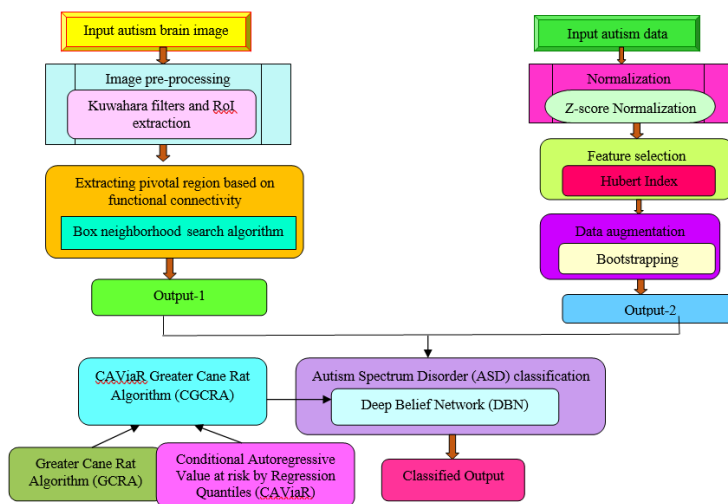 Input autism brain image
Image pre-processing
Kuwahara filters and RoI
extraction
Extracting pivotal region based on
functional connectivity
Box neighborhood search algorithm
Output-1
Input autism data
Normalization
Z-score Normalization
Feature selection
Hubert Index
Data augmentation
Bootstrapping
Output-2
CAViaR Greater Cane Rat
Algorithm (CGCRA)
Autism Spectrum Disorder (ASD) classification
Deep Belief Network (DBN)
Greater Cane Rat
Algorithm (GCRA)
Conditional Autoregressive
Value at risk by Regression
Quantiles (CAViaR)
Classified Output